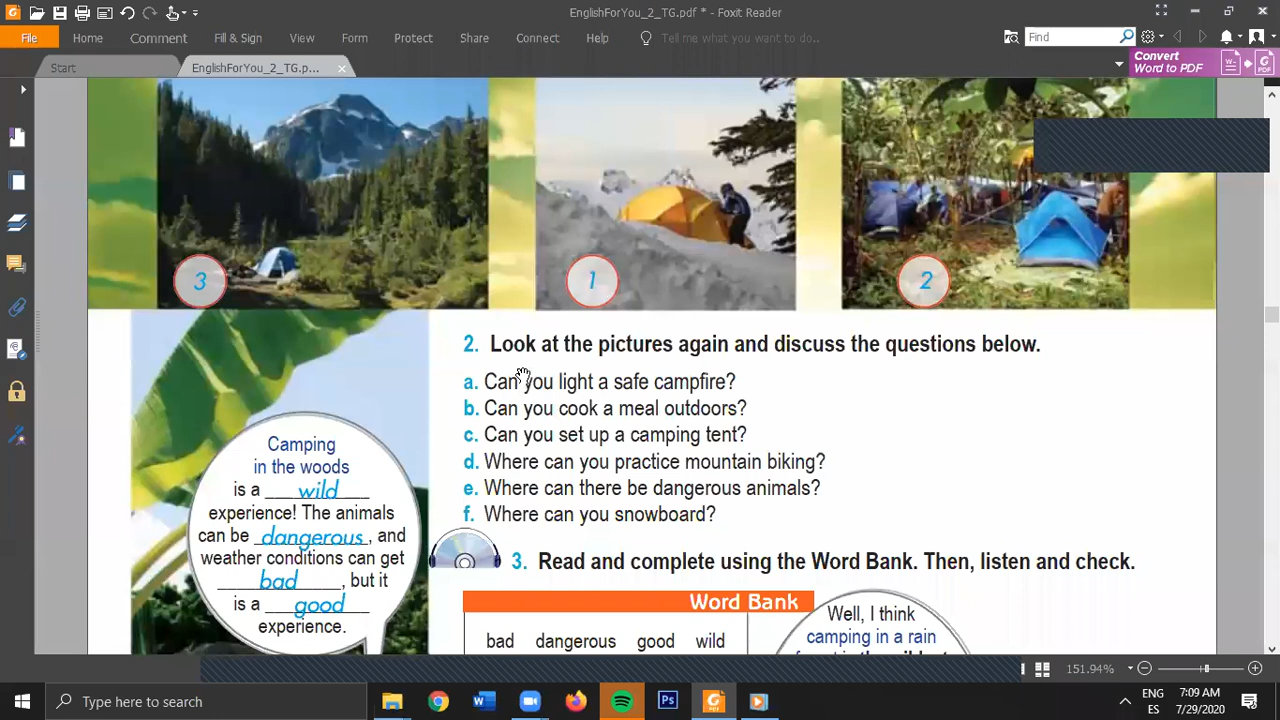 EnglishForYou_2_TG.pdf * - Foxit Reader
File Home Comment Fill & Sign View Form Protect Share Connect Help Tell me what you want to do.. Find
Start EnglishForYou_2_TG.p... Convert Word to PDF
3 1 2
2. Look at the pictures again and discuss the questions below.
a. Can you light a safe campfire?
b. Can you cook a meal outdoors?
c. Can you set up a camping tent?
d. Where can you practice mountain biking?
e. Where can there be dangerous animals?
f. Where can you snowboard?
Camping
in the woods
is a wild
experience! The animals
can be dangerous, and
weather conditions can get
bad, but it
is a good
experience.
3. Read and complete using the Word Bank. Then, listen and check.
Word Bank
bad dangerous good wild
Well, I think
camping in a rain
151.94%
Type here to search
ENG
ES
7:09 AM
7/29/2020